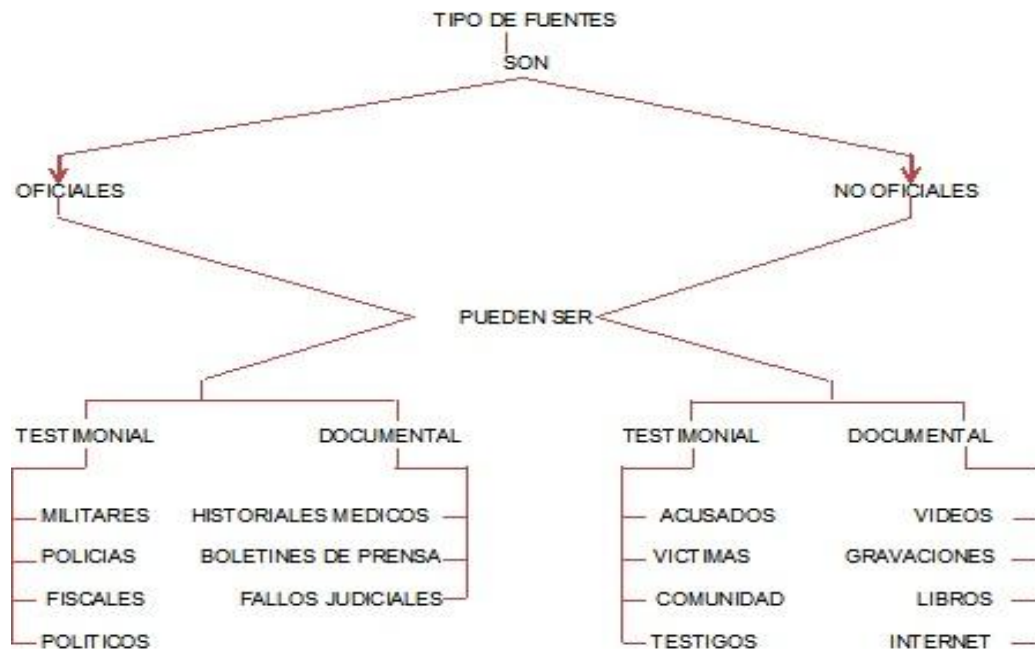 TIPO DE FUENTES
SON
OFICIALES
NO OFICIALES
PUEDEN SER
TESTIMONIAL
DOCUMENTAL
TESTIMONIAL
DOCUMENTAL
MILITARES
POLICIAS
FISCALES
POLITICOS
HISTORIALES MEDICOS
BOLETINES DE PRENSA
FALLOS JUDICIALES
ACUSADOS
VICTIMAS
COMUNIDAD
TESTIGOS
VIDEOS
GRAVACIONES
LIBROS
INTERNET